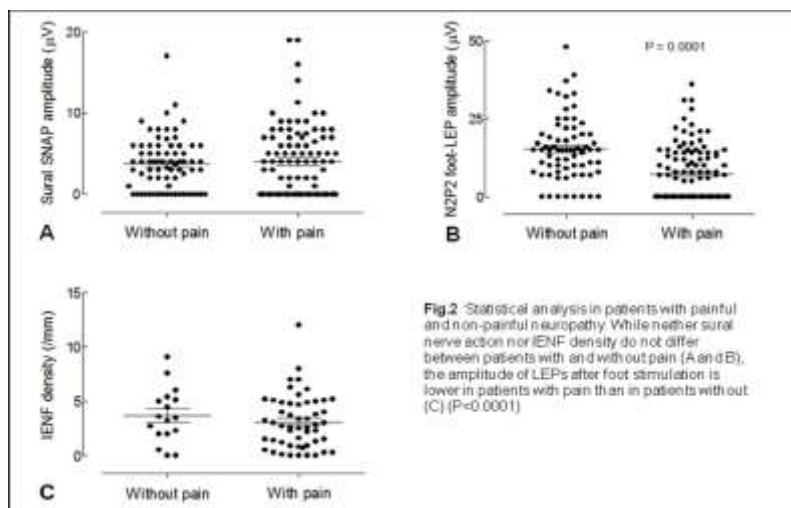 Sural SNAP amplitude (µV)
20
10
0
A
Without pain
With pain
N2P2 foot-LEP amplitude (µV)
50
25
0
P = 0.0001
B
Without pain
With pain
IENF density (/mm)
15
10
5
0
C
Without pain
With pain
Fig.2 Statistical analysis in patients with painful
and non-painful neuropathy. While neither sural
nerve action nor IENF density do not differ
between patients with and without pain (A and B),
the amplitude of LEPs after foot stimulation is
lower in patients with pain than in patients without
(C) (P<0.0001)